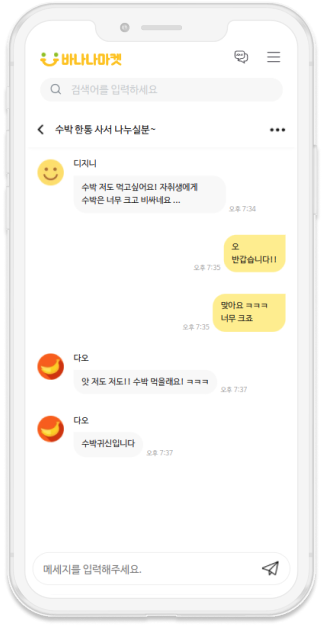 바나나마켓
검색어를 입력하세요
수박 한통 사서 나누실분~
디지니
수박 저도 먹고싶어요! 자취생에게
수박은 너무 크고 비싸네요 ...
오후 7:34
오
반갑습니다!!
오후 7:35
맞아요 ㅋㅋㅋ
너무 크죠
오후 7:35
다오
앗 저도 저도!! 수박 먹을래요! ㅋㅋㅋ
오후 7:37
다오
수박귀신입니다
오후 7:37
메세지를 입력해주세요.